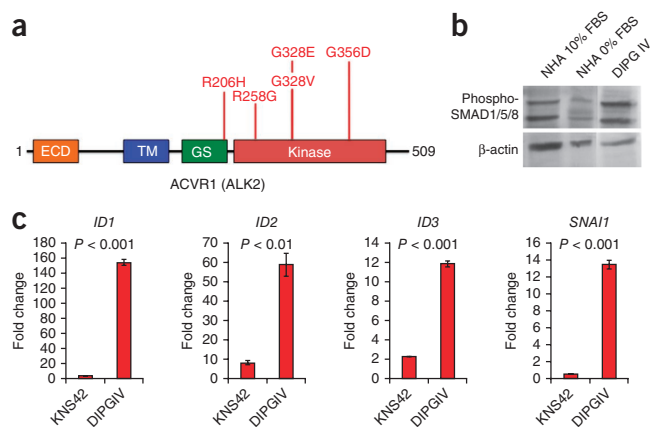 a
G328E G356D
R206H G328V
R258G
1 ECD TM GS Kinase 509
ACVR1 (ALK2)
b
NHA 10% FBS
NHA 0% FBS
DIPG IV
Phospho-
SMAD1/5/8
β-actin
c
ID1
P < 0.001
Fold change
180
160
140
120
100
80
60
40
20
0
KNS42
DIPGIV
ID2
P < 0.01
Fold change
70
60
50
40
30
20
10
0
KNS42
DIPGIV
ID3
P < 0.001
Fold change
14
12
10
8
6
4
2
0
KNS42
DIPGIV
SNAI1
P < 0.001
Fold change
16
14
12
10
8
6
4
2
0
KNS42
DIPGIV